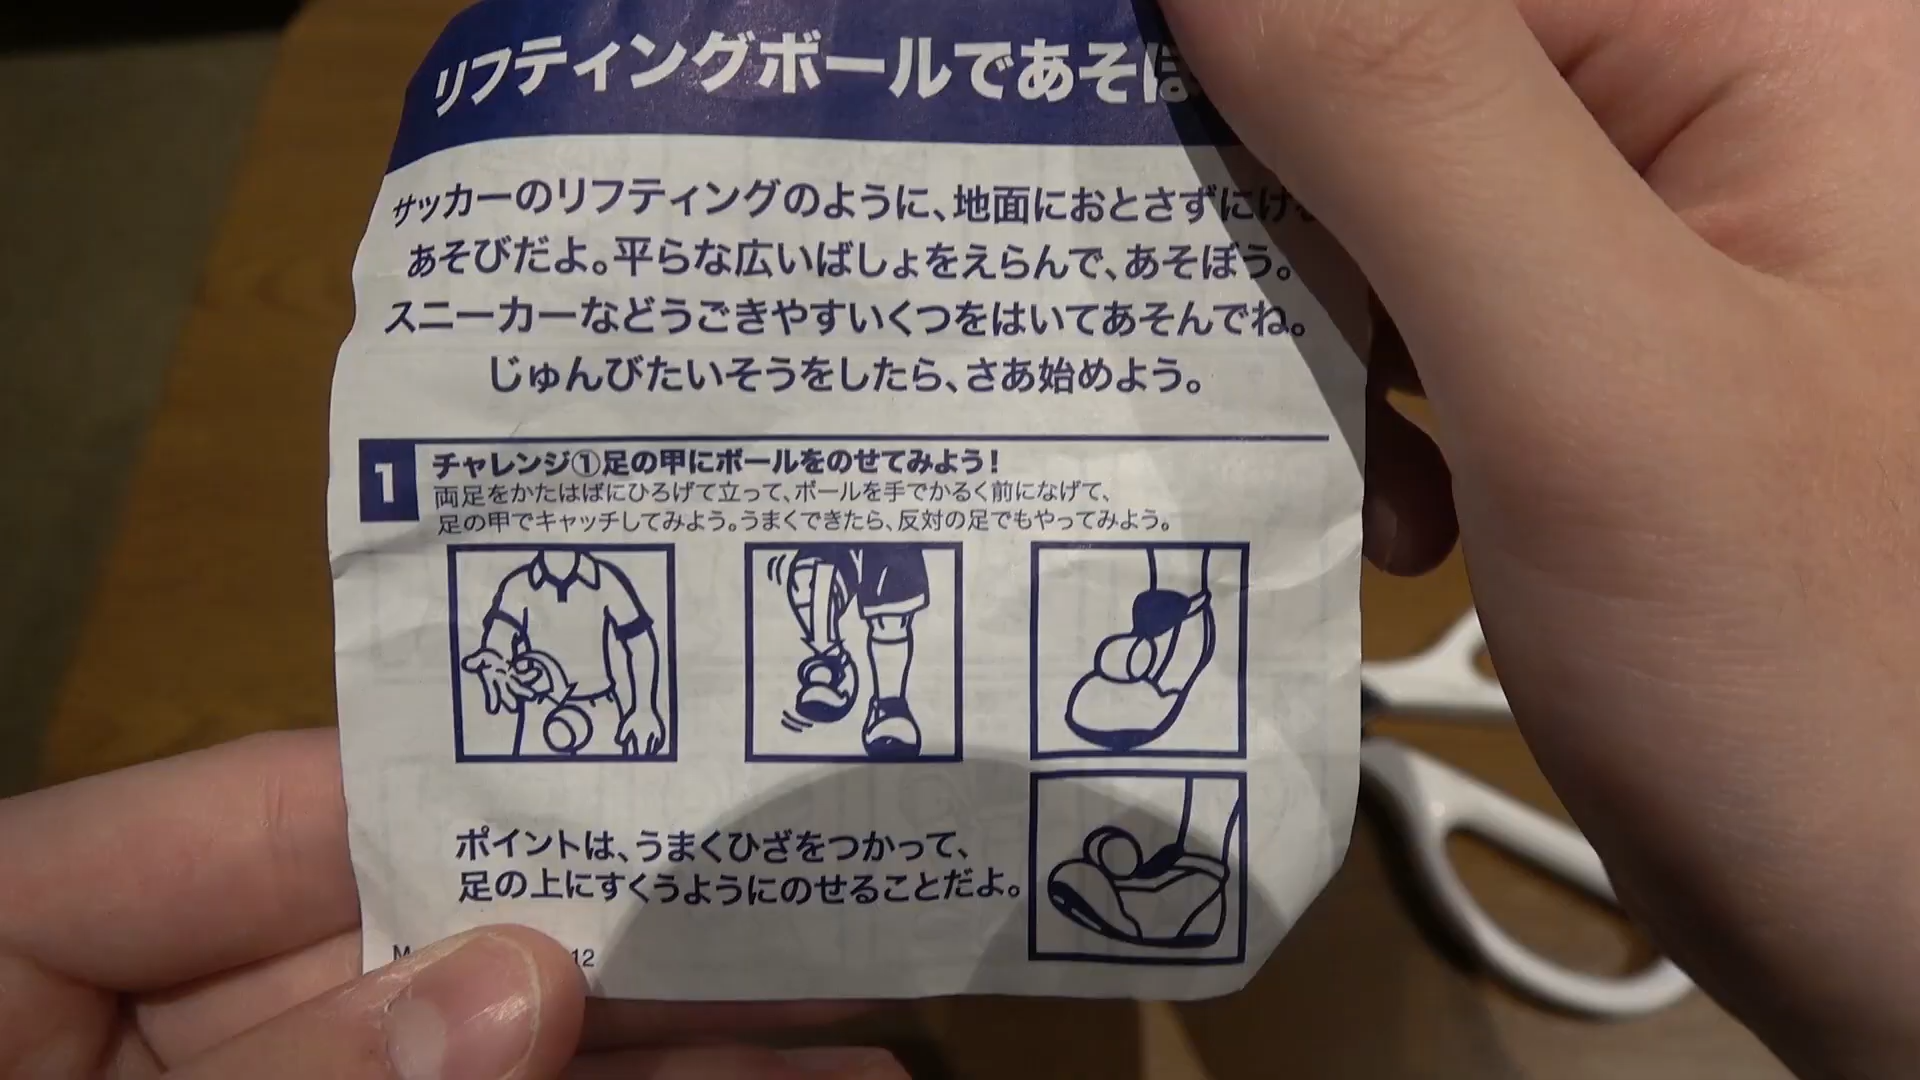 リフティングボールであそぼ
サッカーのリフティングのように、地面におとさずにける
あそびだよ。平らな広いばしょをえらんで、あそぼう。
スニーカーなどうごきやすいくつをはいてあそんでね。
じゅんびたいそうをしたら、さあ始めよう。
1
チャレンジ①足の甲にボールをのせてみよう！
両足をかたはばにひろげて立って、ボールを手でかるく前になげて、
足の甲でキャッチしてみよう。うまくできたら、反対の足でもやってみよう。
ポイントは、うまくひざをつかって、
足の上にすくうようにのせることだよ。
12